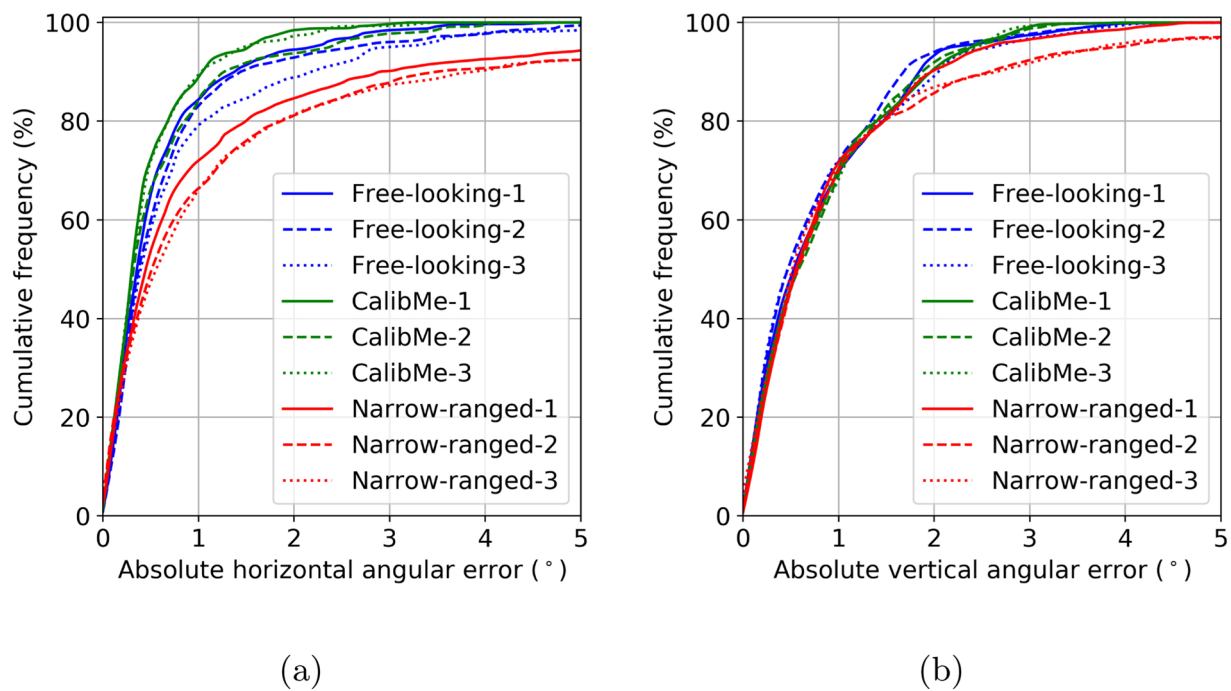 100
80
60
40
20
0
Cumulative frequency (%)
Free-looking-1
Free-looking-2
Free-looking-3
CalibMe-1
CalibMe-2
CalibMe-3
Narrow-ranged-1
Narrow-ranged-2
Narrow-ranged-3
0 1 2 3 4 5
Absolute horizontal angular error (°)
(a)
100
80
60
40
20
0
Cumulative frequency (%)
Free-looking-1
Free-looking-2
Free-looking-3
CalibMe-1
CalibMe-2
CalibMe-3
Narrow-ranged-1
Narrow-ranged-2
Narrow-ranged-3
0 1 2 3 4 5
Absolute vertical angular error (°)
(b)